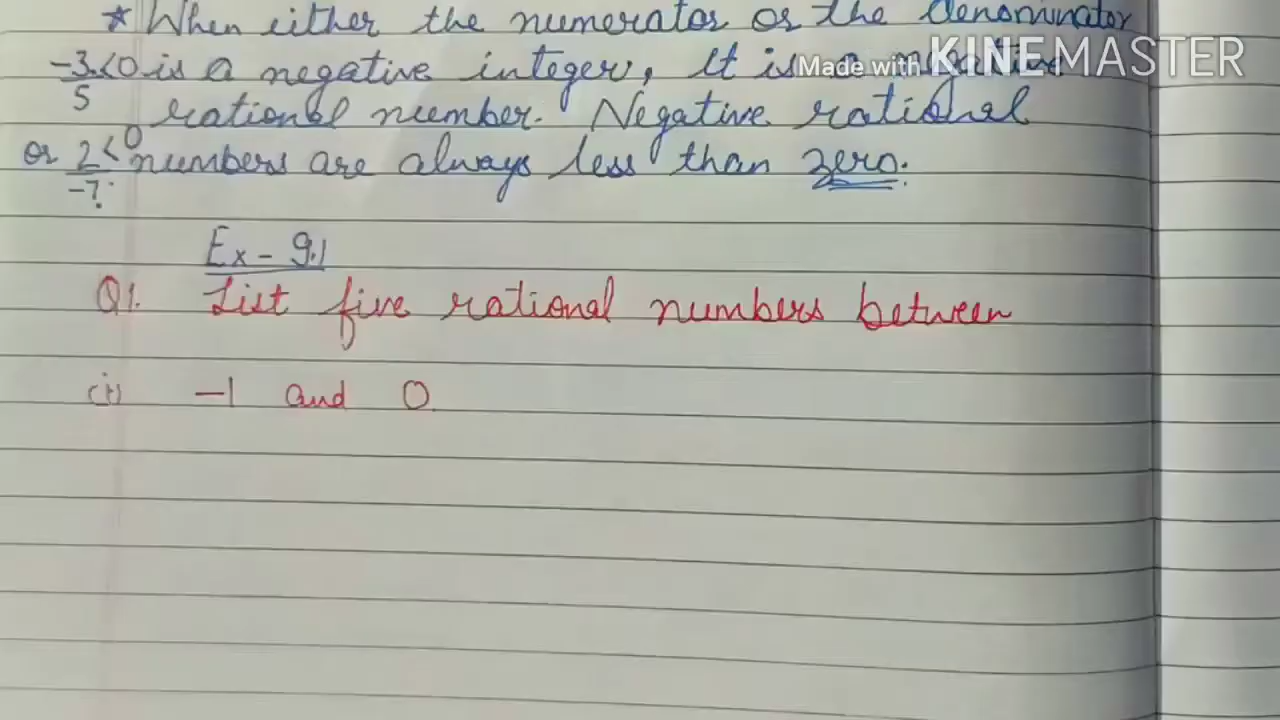 * When either the numerator or the denominator
-3/5 < 0 is a negative integer, It is a negative
rational number. Negative rational
or 2/-7 < 0 numbers are always less than zero.
Made with KINEMASTER
Ex - 9.1
Q1. List five rational numbers between
(i) -1 and 0